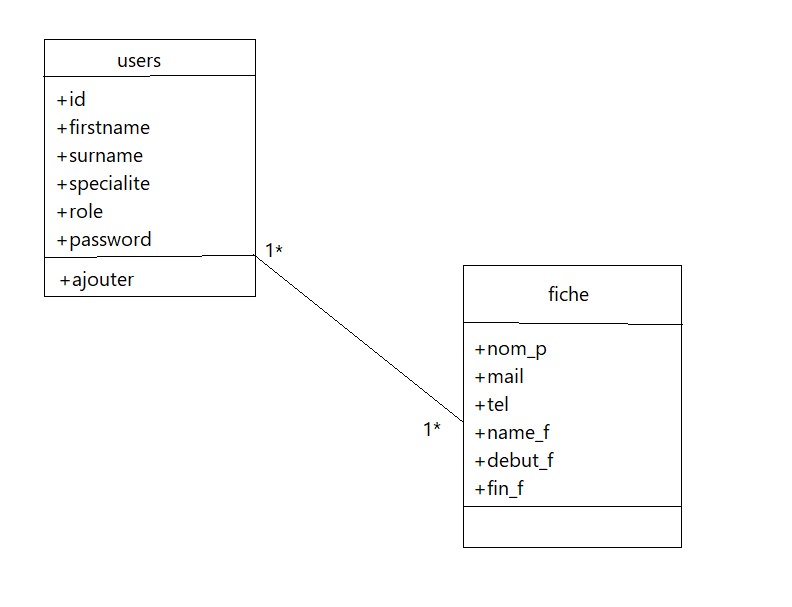 users
+id
+firstname
+surname
+specialite
+role
+password
+ajouter
1*
1*
fiche
+nom_p
+mail
+tel
+name_f
+debut_f
+fin_f